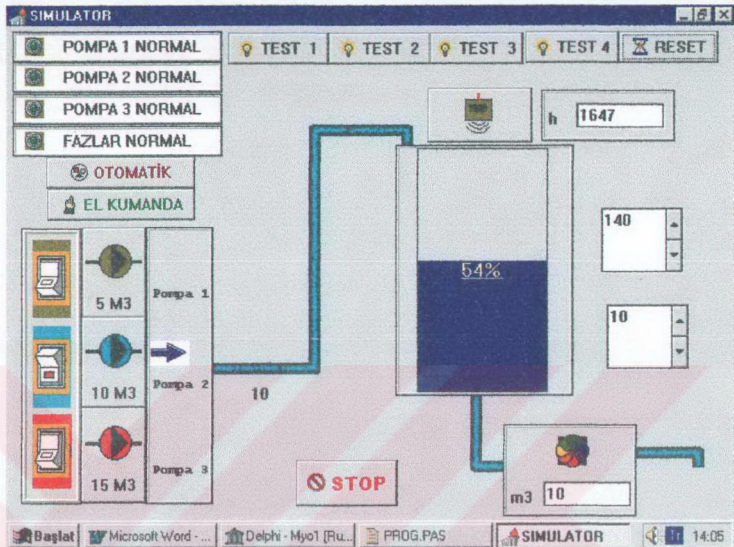 SIMULATOR
POMPA 1 NORMAL
POMPA 2 NORMAL
POMPA 3 NORMAL
FAZLAR NORMAL
TEST 1
TEST 2
TEST 3
TEST 4
RESET
OTOMATİK
EL KUMANDA
h 1647
5 M3
Pompa 1
10 M3
Pompa 2
15 M3
Pompa 3
10
54%
140
10
STOP
m3 10
Başlat
Microsoft Word - ...
Delphi - Myo1 [Ru...
PROG.PAS
SIMULATOR
Tr
14:05